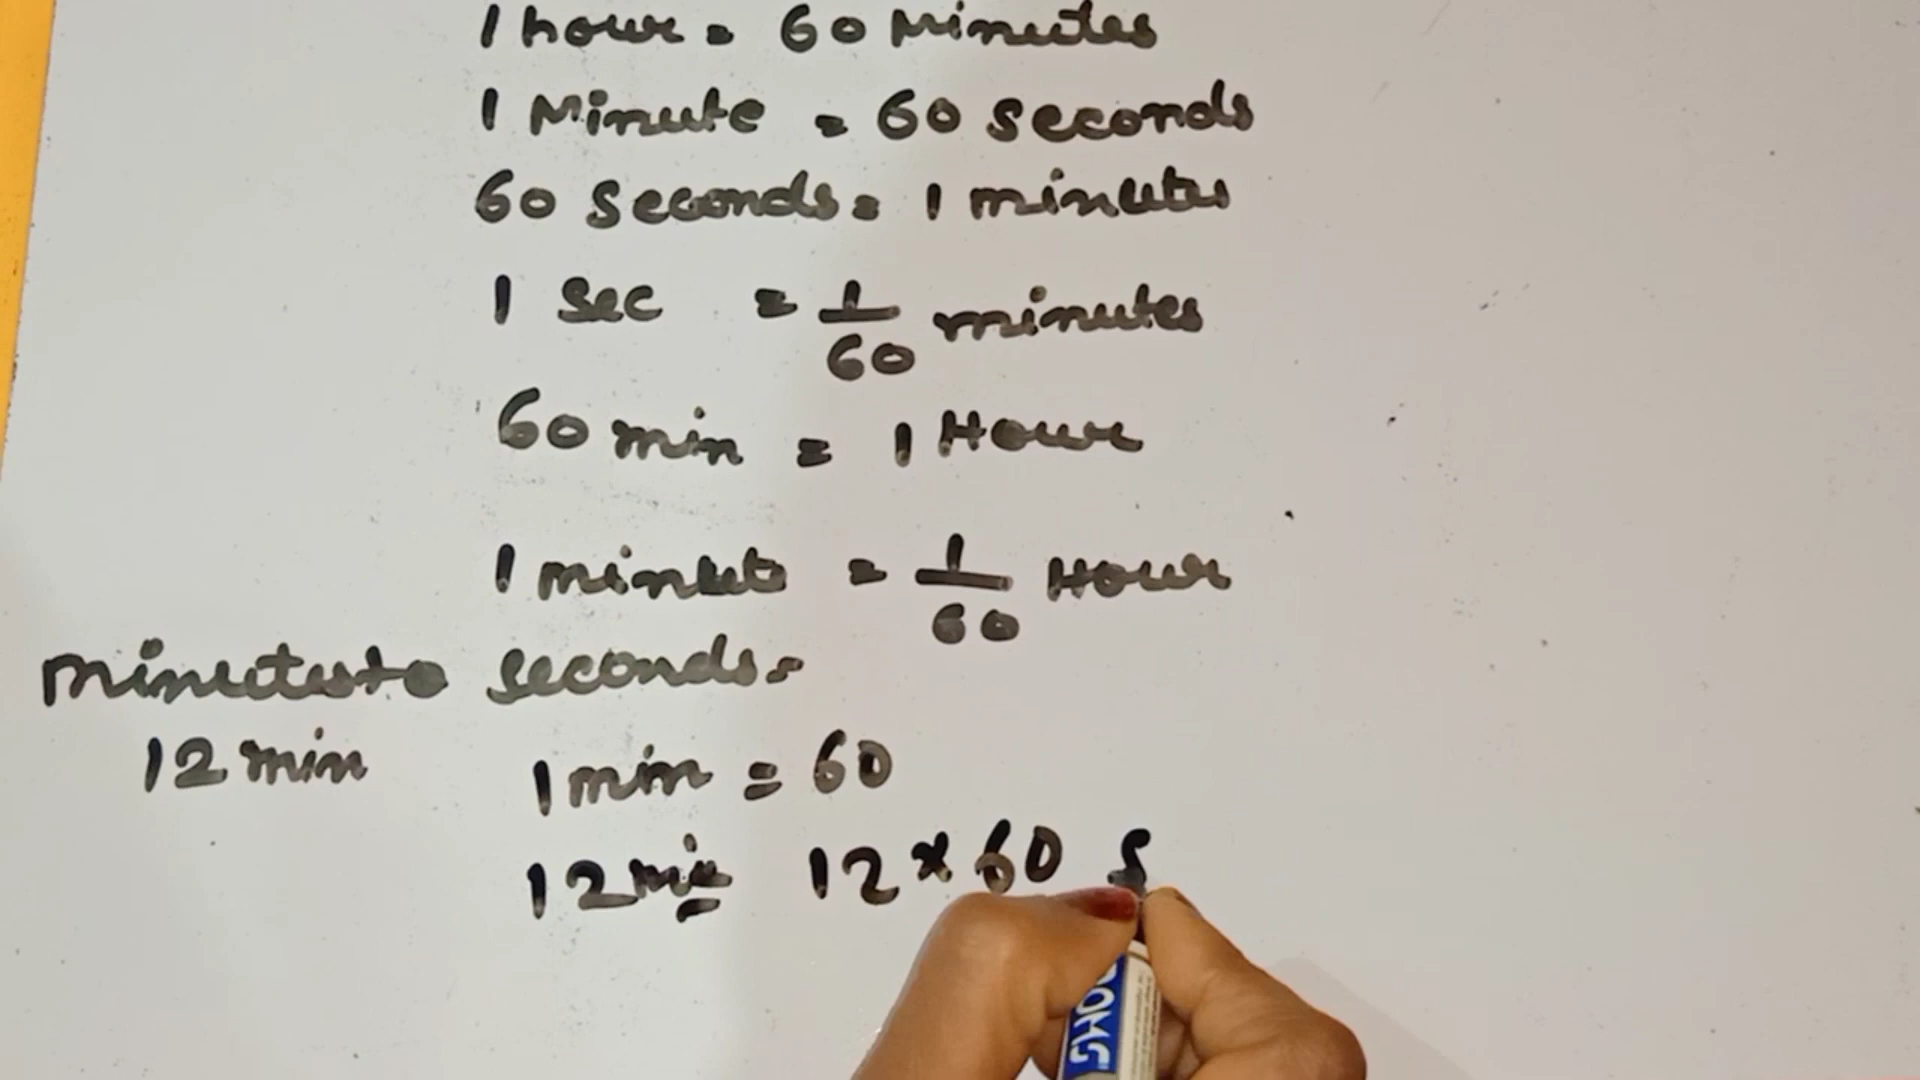 1 hour = 60 Minutes
1 Minute = 60 seconds
60 seconds = 1 minutes
1 Sec = 1/60 minutes
60 min = 1 Hour
1 minute = 1/60 Hour
minutes to seconds =
12 min 1 min = 60
12 min 12 × 60 s
DOMS